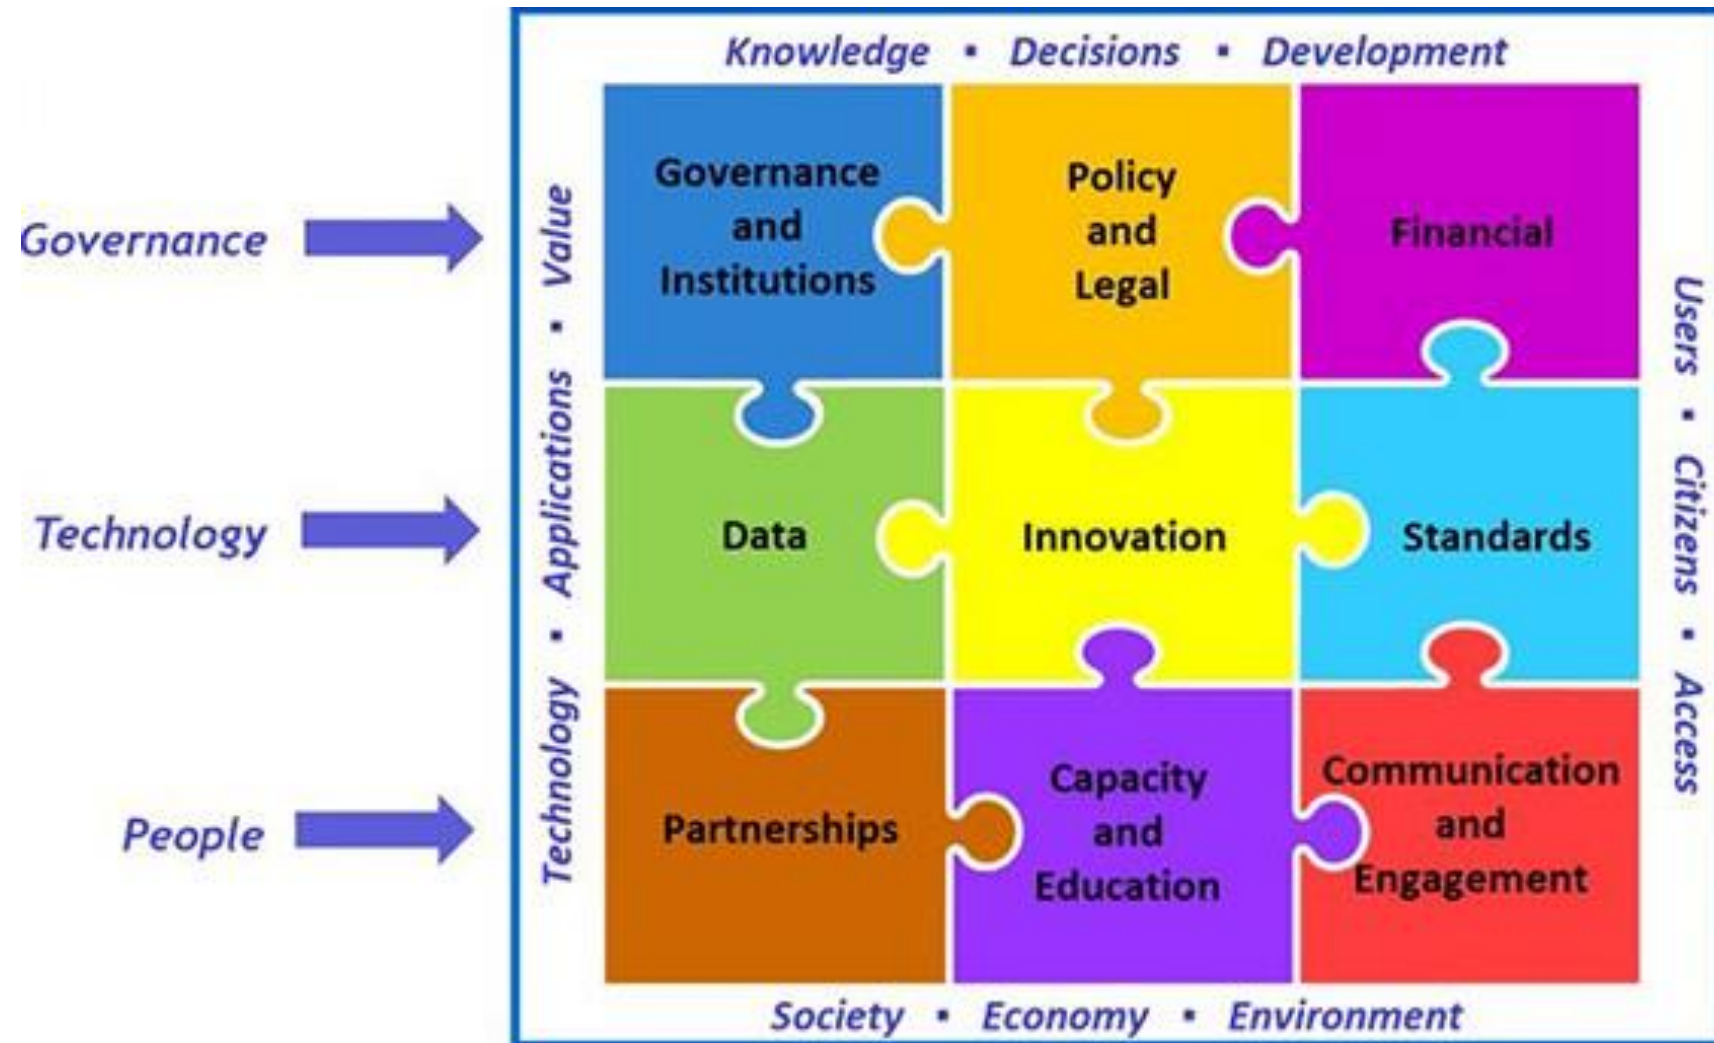 Knowledge ▪ Decisions ▪ Development
Governance
Technology
People
Technology ▪ Applications ▪ Value
Governance
and
Institutions
Policy
and
Legal
Financial
Data
Innovation
Standards
Partnerships
Capacity
and
Education
Communication
and
Engagement
Users ▪ Citizens ▪ Access
Society ▪ Economy ▪ Environment